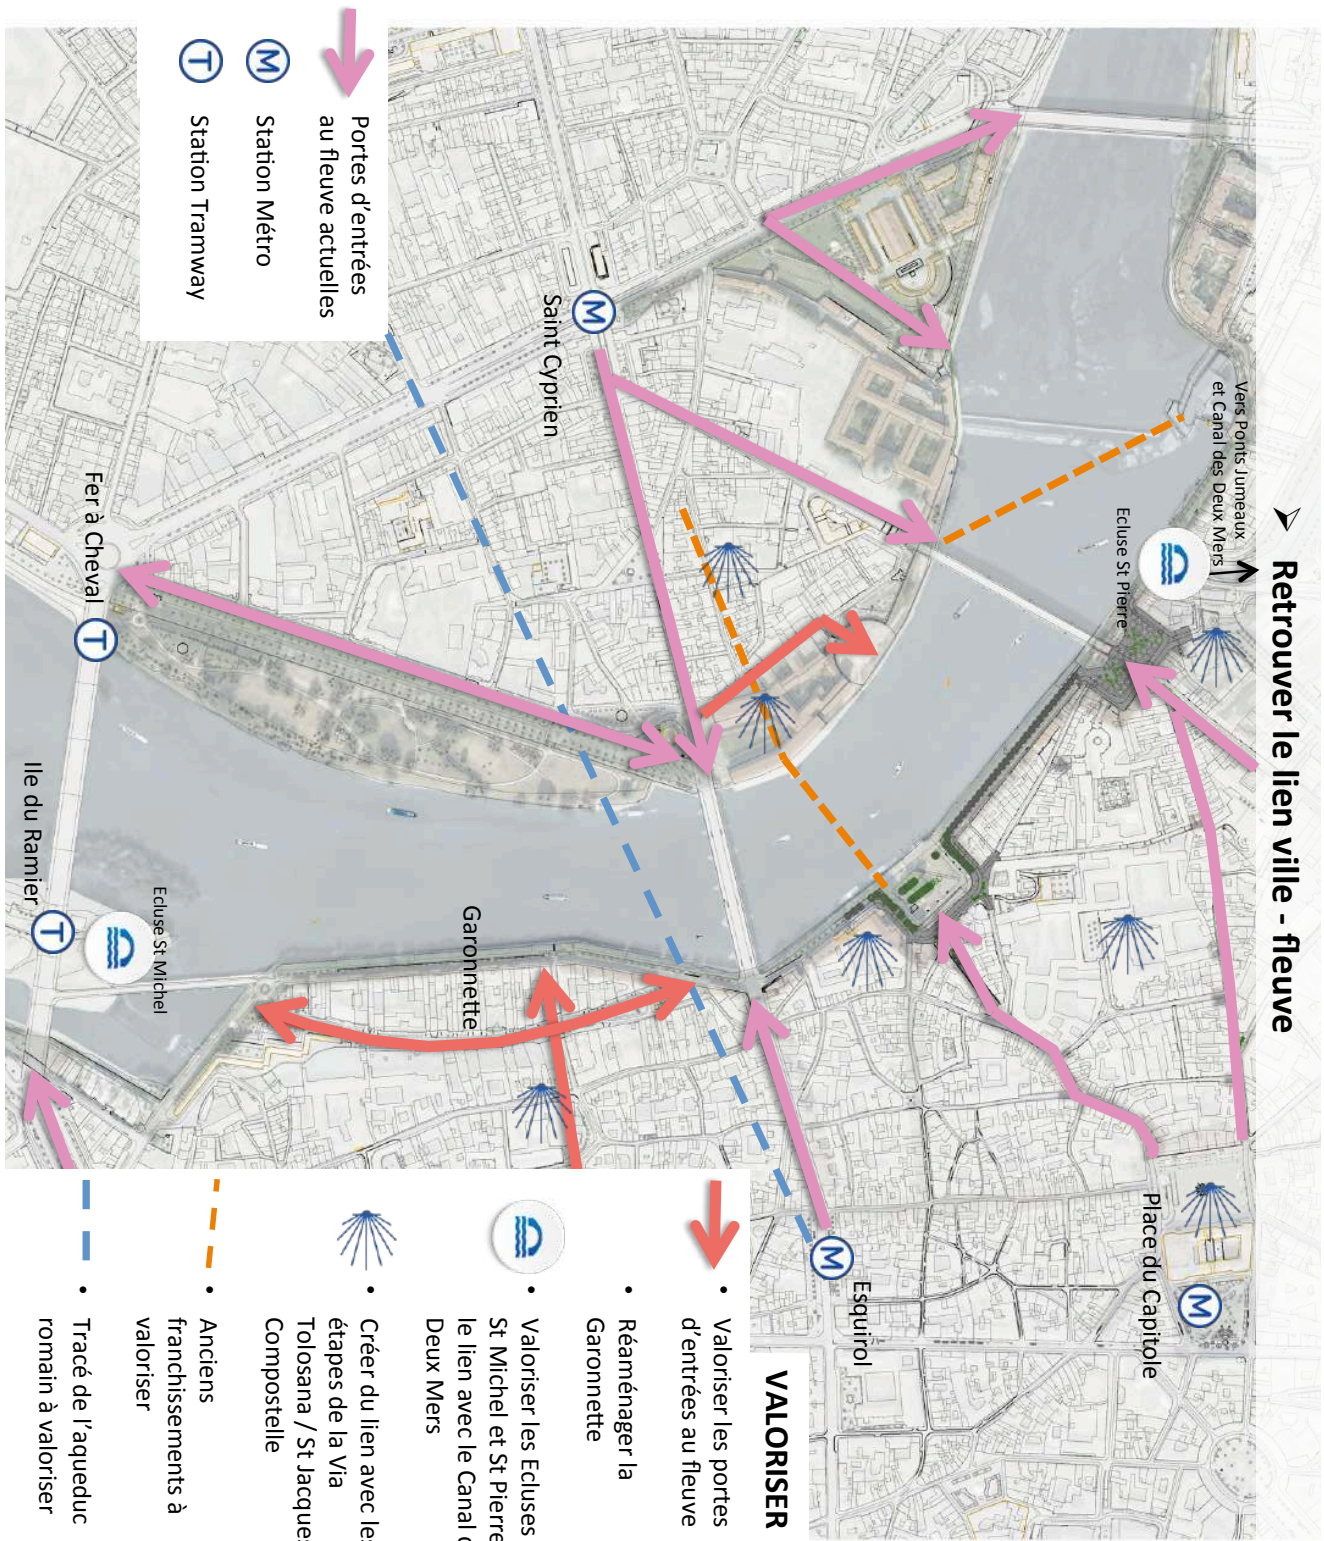 ➢ Retrouver le lien ville - fleuve
Vers Ponts Jumeaux
et Canal des Deux Mers
Ecluse St Pierre
Place du Capitole
M
Esquirol
M
Saint Cyprien
M
Garonnette
Ecluse St Michel
Fer à Cheval
T
Ile du Ramier
T
Portes d'entrées
au fleuve actuelles
M Station Métro
T Station Tramway
VALORISER
• Valoriser les portes
d'entrées au fleuve
• Réaménager la
Garonnette
• Valoriser les Ecluses
St Michel et St Pierre
le lien avec le Canal d
Deux Mers
• Créer du lien avec les
étapes de la Via
Tolosana / St Jacques
Compostelle
• Anciens
franchissements à
valoriser
• Tracé de l'aqueduc
romain à valoriser